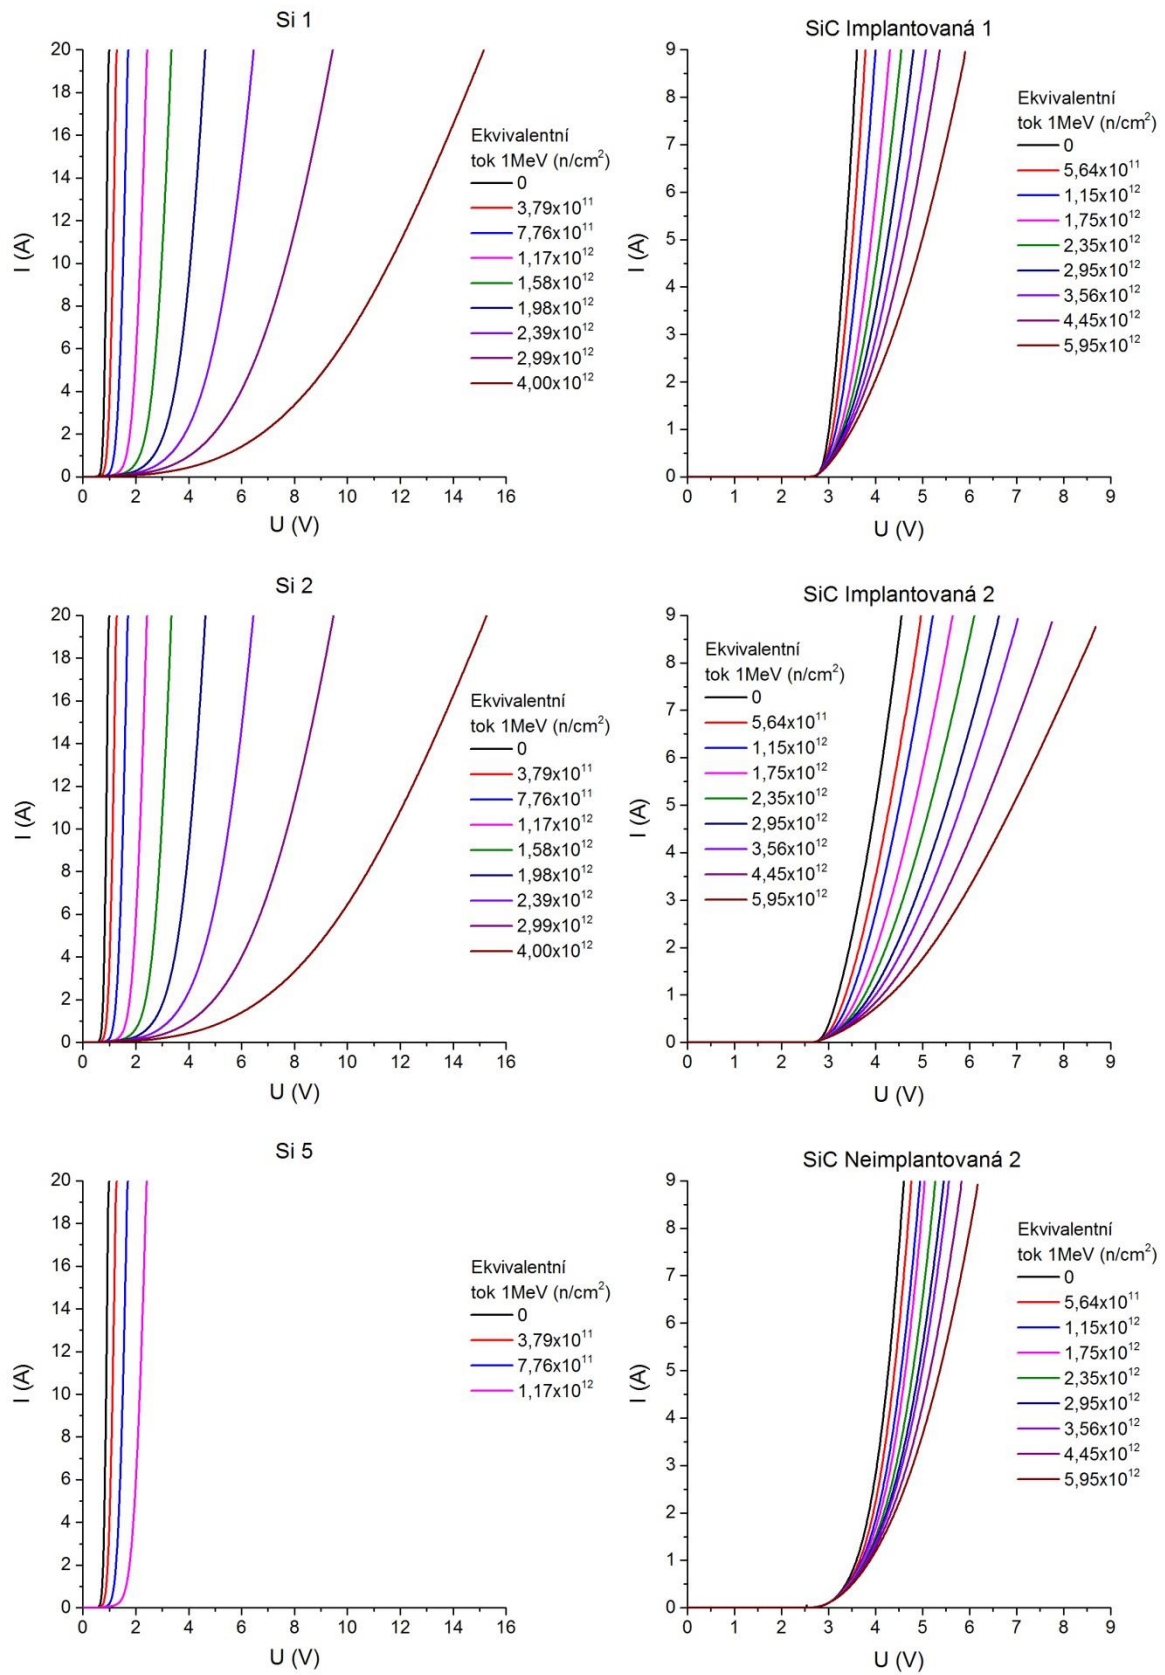 Si 1
20
18
16
14
12
10
8
6
4
2
0
I (A)
0 2 4 6 8 10 12 14 16
U (V)
Ekvivalentní
tok 1MeV (n/cm²)
0
3,79x10¹¹
7,76x10¹¹
1,17x10¹²
1,58x10¹²
1,98x10¹²
2,39x10¹²
2,99x10¹²
4,00x10¹²
SiC Implantovaná 1
9
8
7
6
5
4
3
2
1
0
I (A)
0 1 2 3 4 5 6 7 8 9
U (V)
Ekvivalentní
tok 1MeV (n/cm²)
0
5,64x10¹¹
1,15x10¹²
1,75x10¹²
2,35x10¹²
2,95x10¹²
3,56x10¹²
4,45x10¹²
5,95x10¹²
Si 2
20
18
16
14
12
10
8
6
4
2
0
I (A)
0 2 4 6 8 10 12 14 16
U (V)
Ekvivalentní
tok 1MeV (n/cm²)
0
3,79x10¹¹
7,76x10¹¹
1,17x10¹²
1,58x10¹²
1,98x10¹²
2,39x10¹²
2,99x10¹²
4,00x10¹²
SiC Implantovaná 2
9
8
7
6
5
4
3
2
1
0
I (A)
0 1 2 3 4 5 6 7 8 9
U (V)
Ekvivalentní
tok 1MeV (n/cm²)
0
5,64x10¹¹
1,15x10¹²
1,75x10¹²
2,35x10¹²
2,95x10¹²
3,56x10¹²
4,45x10¹²
5,95x10¹²
Si 5
20
18
16
14
12
10
8
6
4
2
0
I (A)
0 2 4 6 8 10 12 14 16
U (V)
Ekvivalentní
tok 1MeV (n/cm²)
0
3,79x10¹¹
7,76x10¹¹
1,17x10¹²
SiC Neimplantovaná 2
9
8
7
6
5
4
3
2
1
0
I (A)
0 1 2 3 4 5 6 7 8 9
U (V)
Ekvivalentní
tok 1MeV (n/cm²)
0
5,64x10¹¹
1,15x10¹²
1,75x10¹²
2,35x10¹²
2,95x10¹²
3,56x10¹²
4,45x10¹²
5,95x10¹²